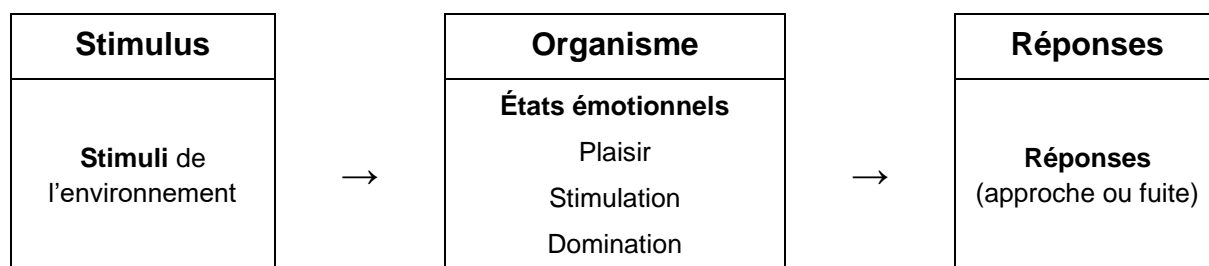 Stimulus
Stimuli de
l'environnement
→
Organisme
États émotionnels
Plaisir
Stimulation
Domination
→
Réponses
Réponses
(approche ou fuite)